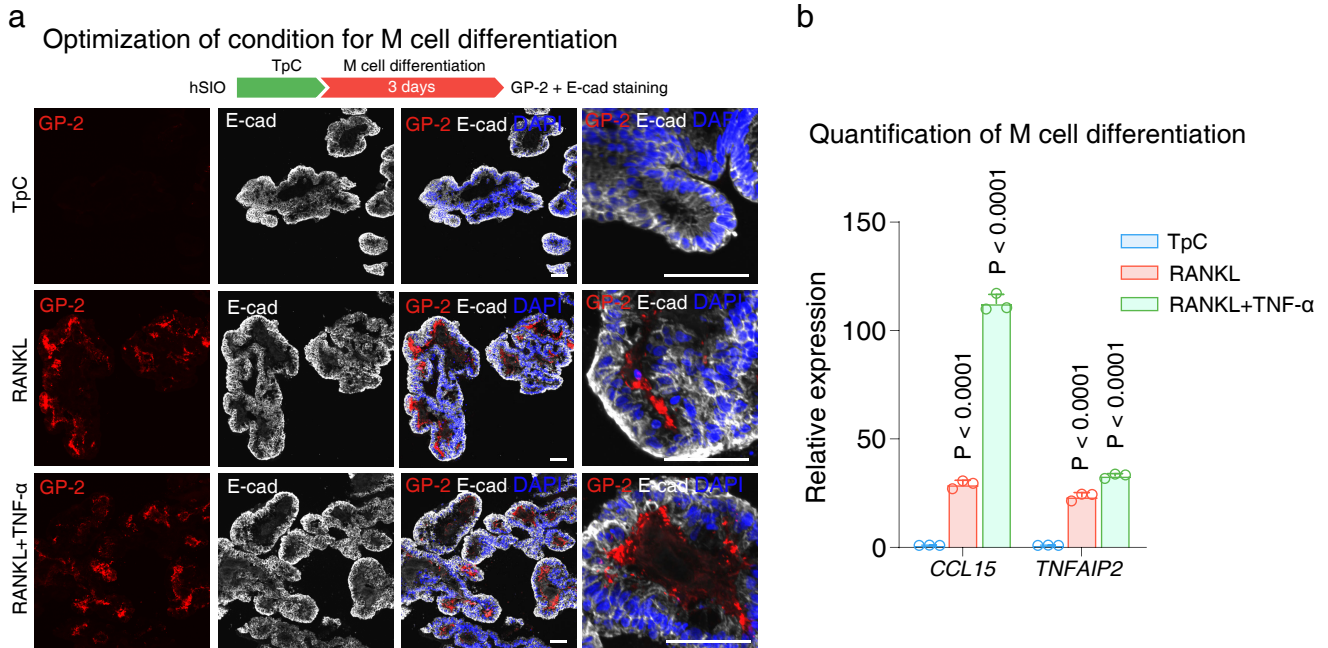 a
Optimization of condition for M cell differentiation
TpC
M cell differentiation
hSIO
3 days
GP-2 + E-cad staining
TpC
GP-2
E-cad
GP-2 E-cad DAPI
GP-2 E-cad DAPI
RANKL
GP-2
E-cad
GP-2 E-cad DAPI
GP-2 E-cad DAPI
RANKL+TNF-α
GP-2
E-cad
GP-2 E-cad DAPI
GP-2 E-cad DAPI
b
Quantification of M cell differentiation
Relative expression
150
100
50
0
P < 0.0001
P < 0.0001
P < 0.0001
P < 0.0001
CCL15
TNFAIP2
TpC
RANKL
RANKL+TNF-α